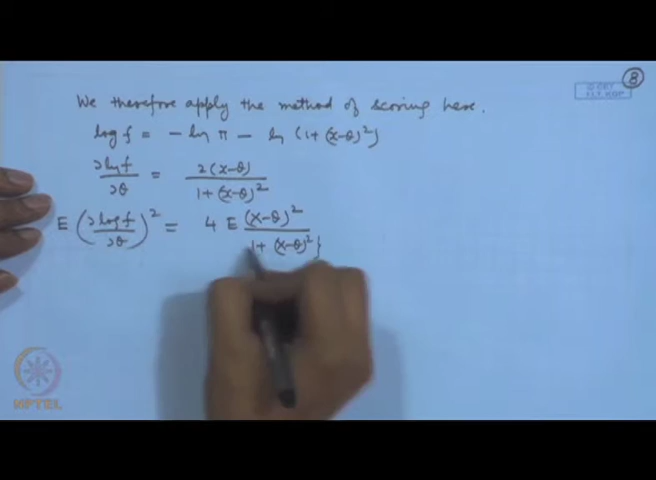 8
We therefore apply the method of scoring here.
log f = - ln π - ln (1+(x-θ)²)
∂ ln f / ∂θ = 2(x-θ) / 1+(x-θ)²
E (∂ log f / ∂θ)² = 4 E (X-θ)² / 1+(X-θ)²}
NPTEL